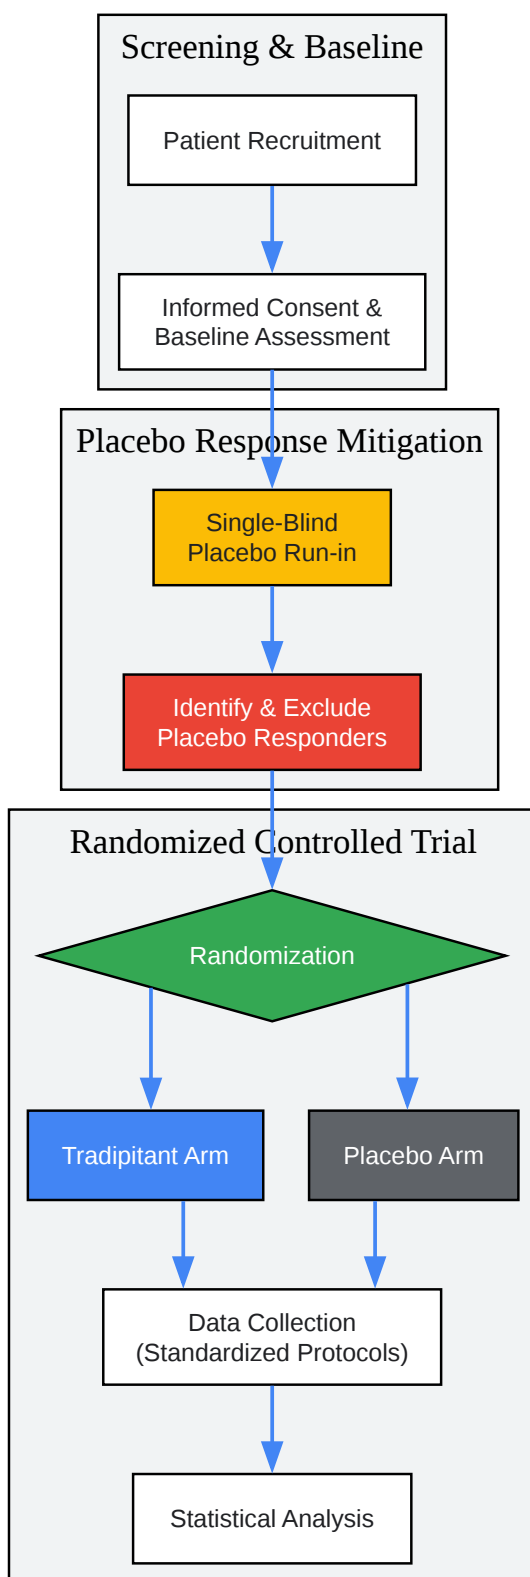 Screening & Baseline
Patient Recruitment
Informed Consent &
Baseline Assessment
Placebo Response Mitigation
Single-Blind
Placebo Run-in
Identify & Exclude
Placebo Responders
Randomized Controlled Trial
Randomization
Tradipitant Arm
Placebo Arm
Data Collection
(Standardized Protocols)
Statistical Analysis